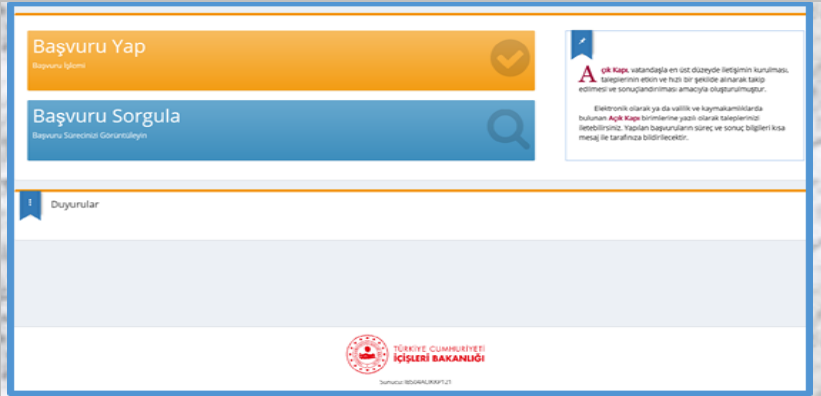 Başvuru Yap
Başvuru İşlemi
Başvuru Sorgula
Başvuru Sürecinizi Görüntüleyin
Açık Kapı, vatandaşla en üst düzeyde iletişimin kurulması,
taleplerinin etkin ve hızlı bir şekilde alınarak takip
edilmesi ve sonuçlandırılması amacıyla oluşturulmuştur.
Elektronik olarak ya da valilik ve kaymakamlıklarda
bulunan Açık Kapı birimlerine yazılı olarak taleplerinizi
iletebilirsiniz. Yapılan başvuruların süreç ve sonuç bilgileri kısa
mesaj ile tarafınıza bildirilecektir.
Duyurular
TÜRKİYE CUMHURİYETİ
İÇİŞLERİ BAKANLIĞI
Sunucu: